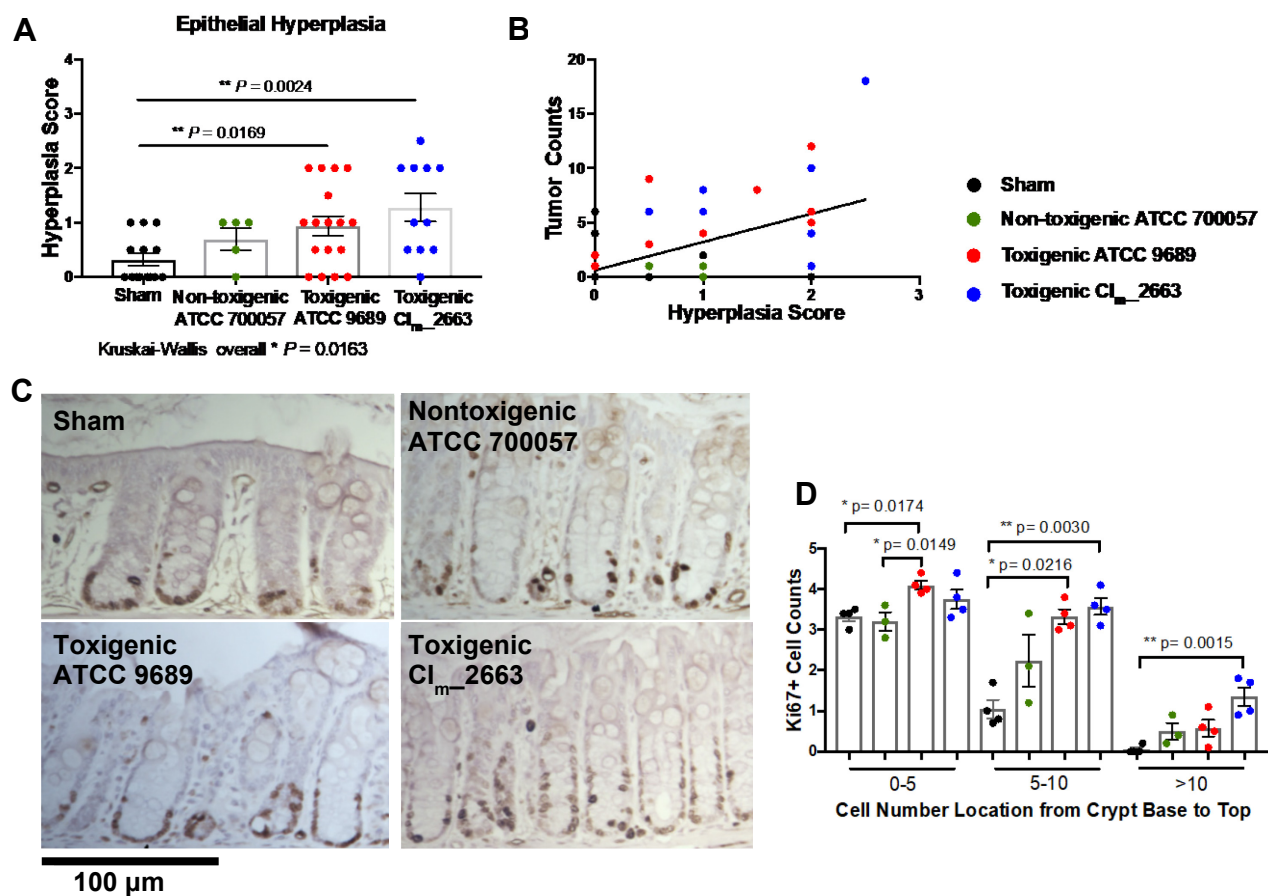 A
Epithelial Hyperplasia
Hyperplasia Score
4
3
2
1
0
** P = 0.0024
** P = 0.0169
Sham
Non-toxigenic
ATCC 700057
Toxigenic
ATCC 9689
Toxigenic
CIm_2663
Kruskai-Wallis overall * P = 0.0163
B
Tumor Counts
20
15
10
5
0
0
1
2
3
Hyperplasia Score
Sham
Non-toxigenic ATCC 700057
Toxigenic ATCC 9689
Toxigenic CIm_2663
C
Sham
Nontoxigenic
ATCC 700057
Toxigenic
ATCC 9689
Toxigenic
CIm_2663
100 µm
D
* p= 0.0174
* p= 0.0149
** p= 0.0030
* p= 0.0216
** p= 0.0015
Ki67+ Cell Counts
5
4
3
2
1
0
0-5
5-10
>10
Cell Number Location from Crypt Base to Top